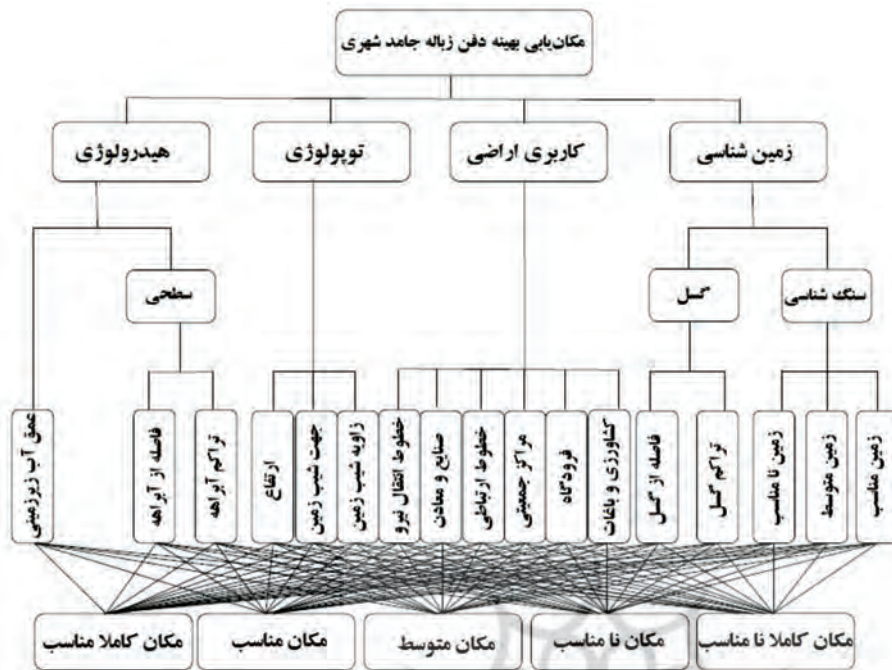 مکان‌یابی بهینه دفن زباله جامد شهری
زمین شناسی
کاربری اراضی
توپولوژی
هیدرولوژی
سنگ شناسی
گسل
سطحی
زمین مناسب
زمین متوسط
زمین نا مناسب
تراکم گسل
فاصله از گسل
کشاورزی و باغات
فرودگاه
مراکز جمعیتی
خطوط ارتباطی
صنایع و معادن
خطوط انتقال نیرو
زاویه شیب زمین
جهت شیب زمین
ارتفاع
تراکم آبراهه
فاصله از آبراهه
عمق آب زیرزمینی
مکان کاملا نا مناسب
مکان نا مناسب
مکان متوسط
مکان مناسب
مکان کاملا مناسب